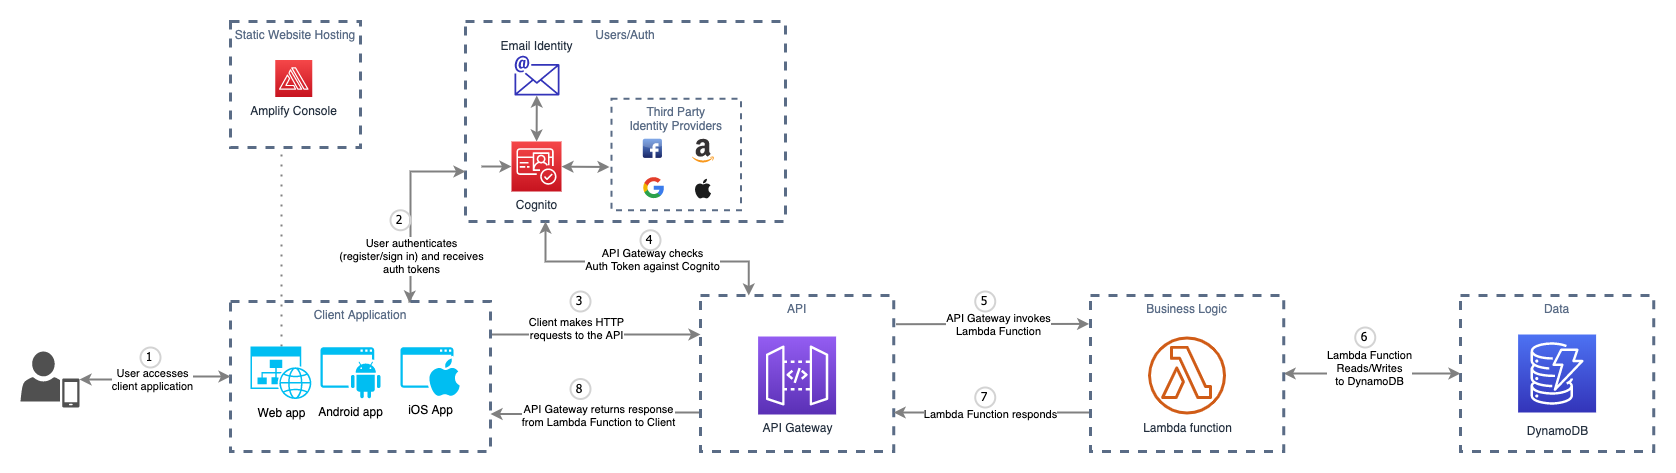 Static Website Hosting
Amplify Console
Users/Auth
Email Identity
@
Third Party
Identity Providers
Cognito
2
User authenticates
(register/sign in) and receives
auth tokens
4
API Gateway checks
Auth Token against Cognito
1
User accesses
client application
Client Application
Web app
Android app
iOS App
3
Client makes HTTP
requests to the API
8
API Gateway returns response
from Lambda Function to Client
API
</>
API Gateway
5
API Gateway invokes
Lambda Function
7
Lambda Function responds
Business Logic
Lambda function
6
Lambda Function
Reads/Writes
to DynamoDB
Data
DynamoDB